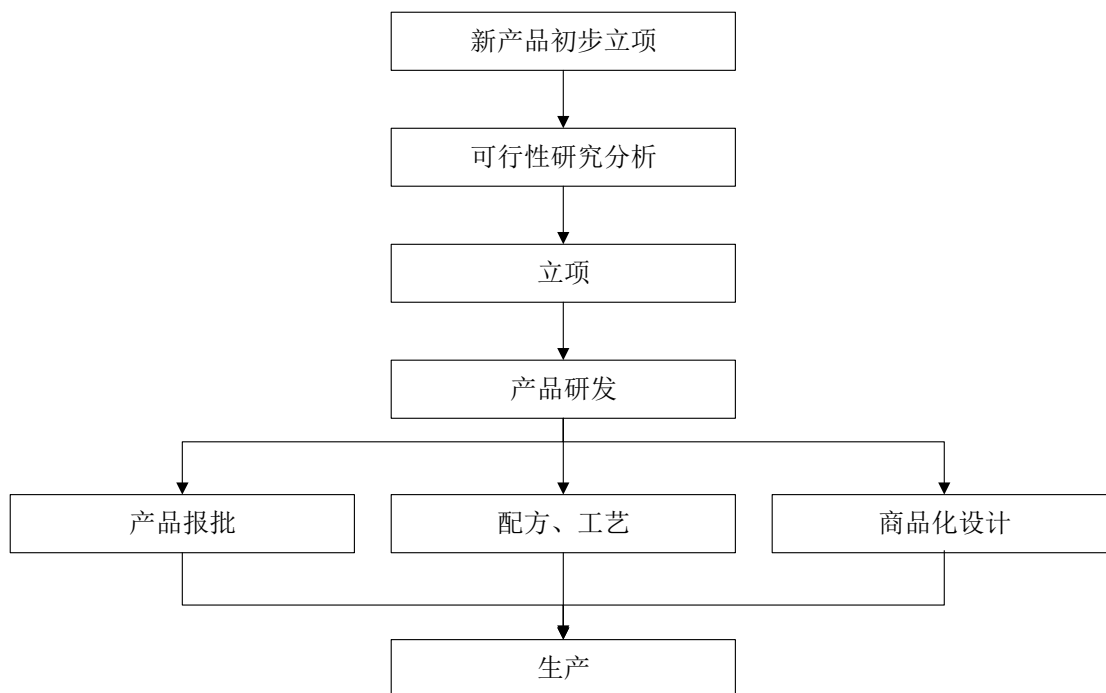 新产品初步立项
可行性研究分析
立项
产品研发
产品报批
配方、工艺
商品化设计
生产